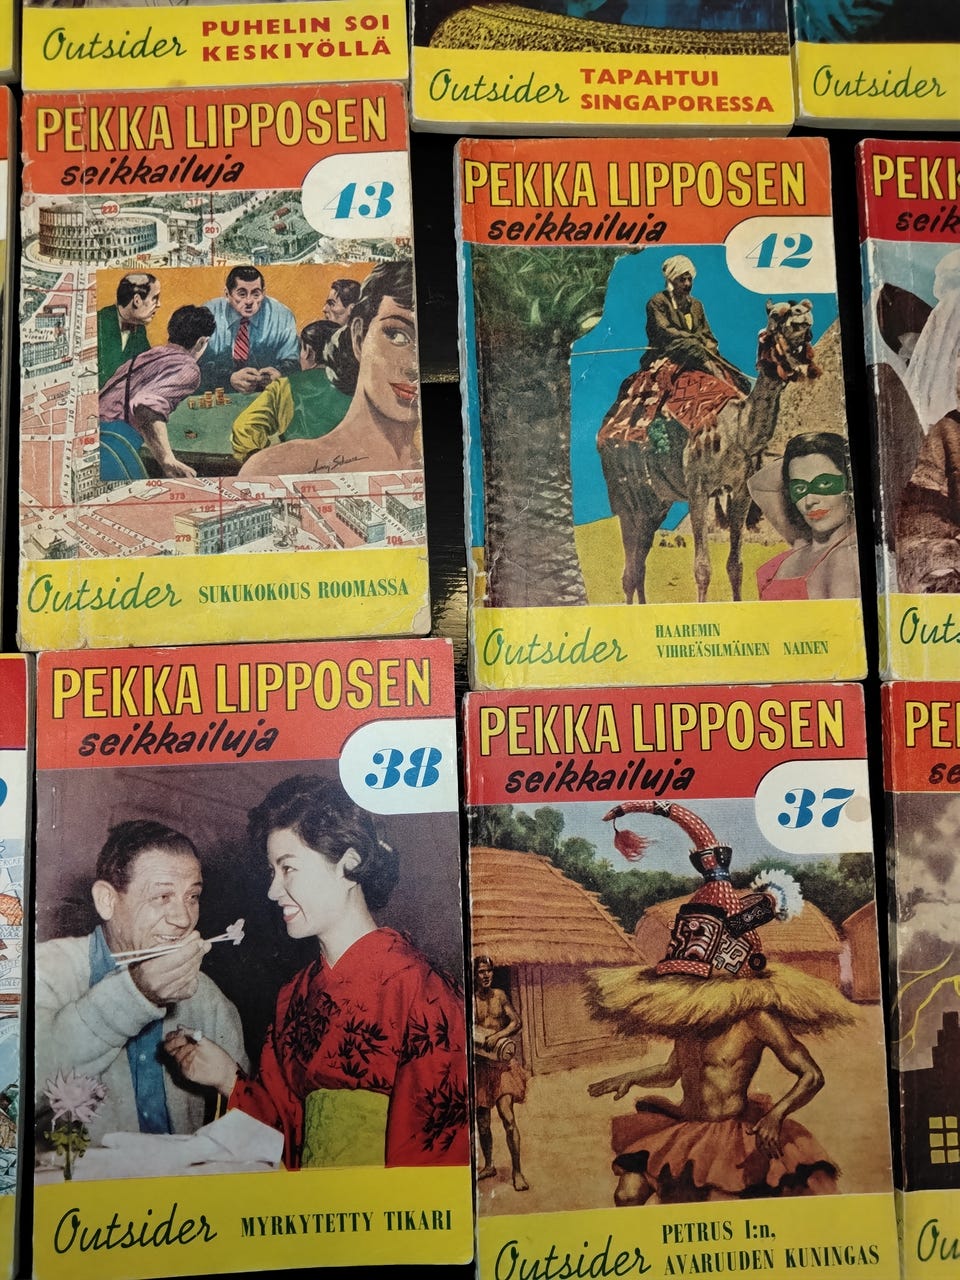 Outsider
PUHELIN SOI
KESKIYÖLLÄ
Outsider
TAPAHTUI
SINGAPORESSA
Outsider
PEKKA LIPPOSEN
seikkailuja
43
Outsider
SUKUKOKOUS ROOMASSA
PEKKA LIPPOSEN
seikkailuja
42
Outsider
HAAREMIN
VIHREÄSILMÄINEN NAINEN
PEKKA LIPPOSEN
seikkailuja
38
Outsider
MYRKYTETTY TIKARI
PEKKA LIPPOSEN
seikkailuja
37
Outsider
PETRUS I:n,
AVARUUDEN KUNINGAS